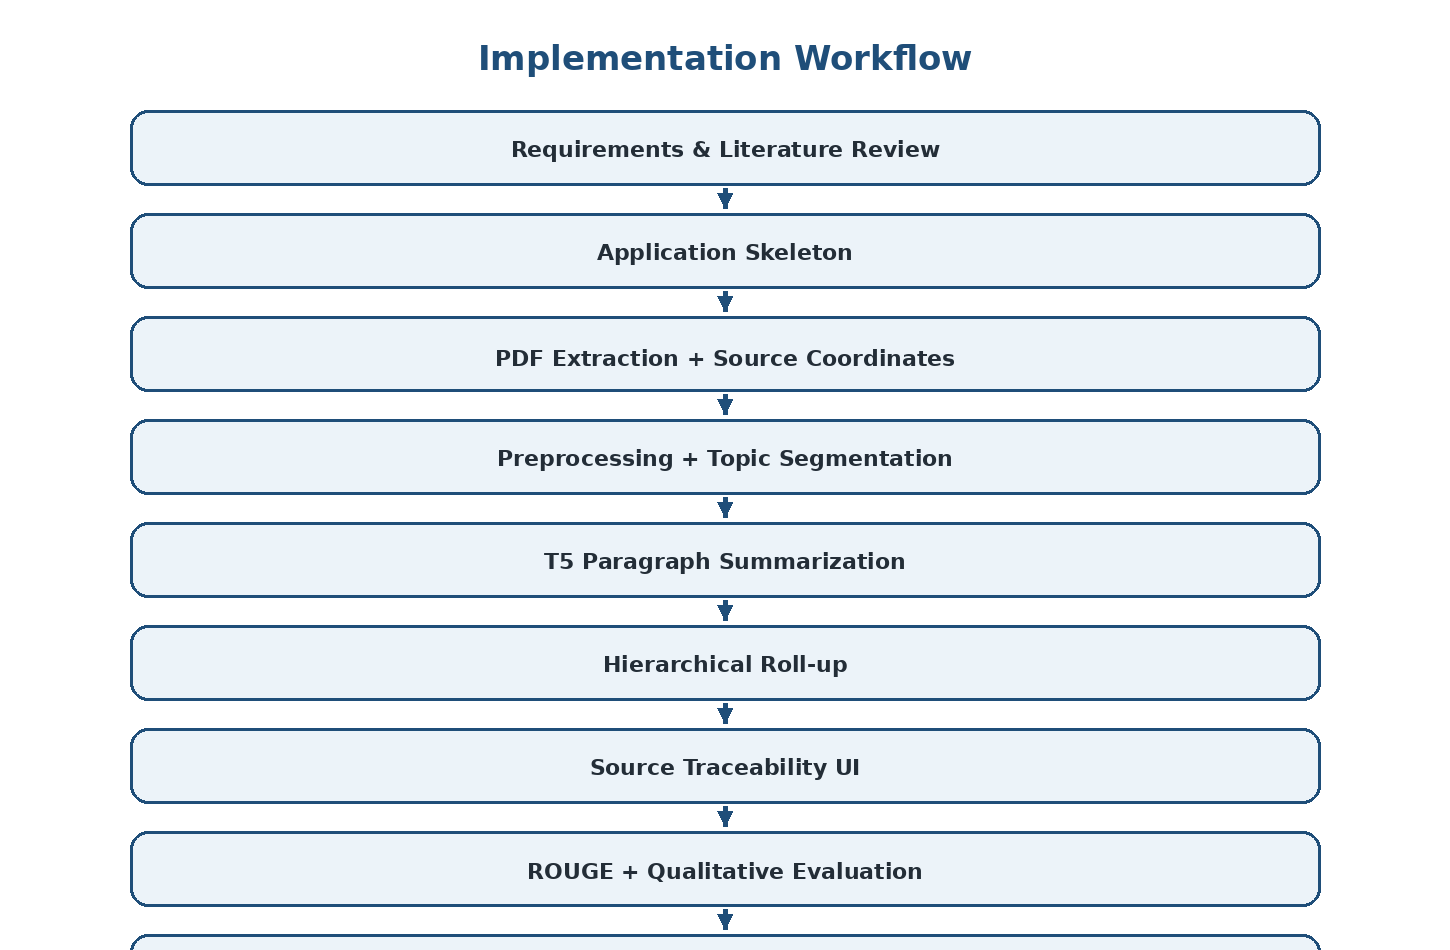 Implementation Workflow
Requirements & Literature Review
Application Skeleton
PDF Extraction + Source Coordinates
Preprocessing + Topic Segmentation
T5 Paragraph Summarization
Hierarchical Roll-up
Source Traceability UI
ROUGE + Qualitative Evaluation